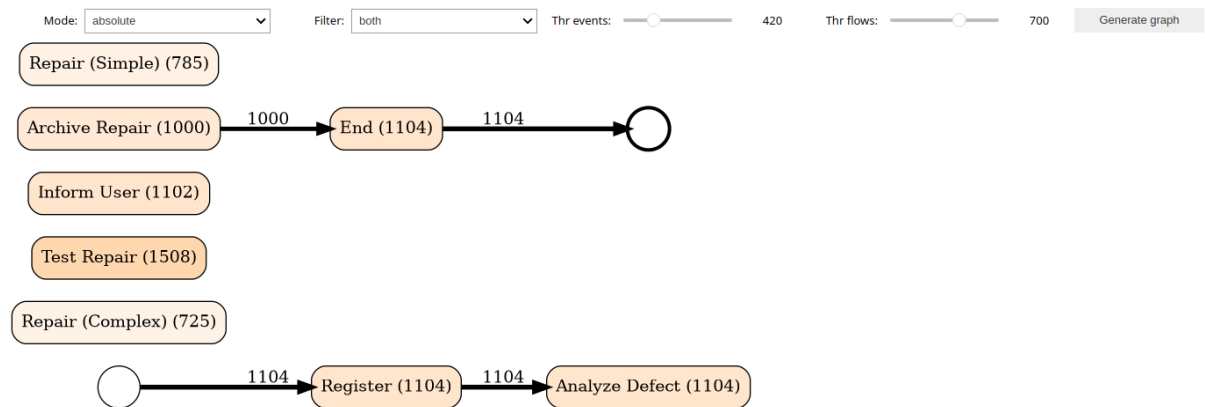 Mode: absolute Filter: both Thr events: 420 Thr flows: 700 Generate graph
Repair (Simple) (785)
Archive Repair (1000) 1000 End (1104) 1104
Inform User (1102)
Test Repair (1508)
Repair (Complex) (725)
1104 Register (1104) 1104 Analyze Defect (1104)